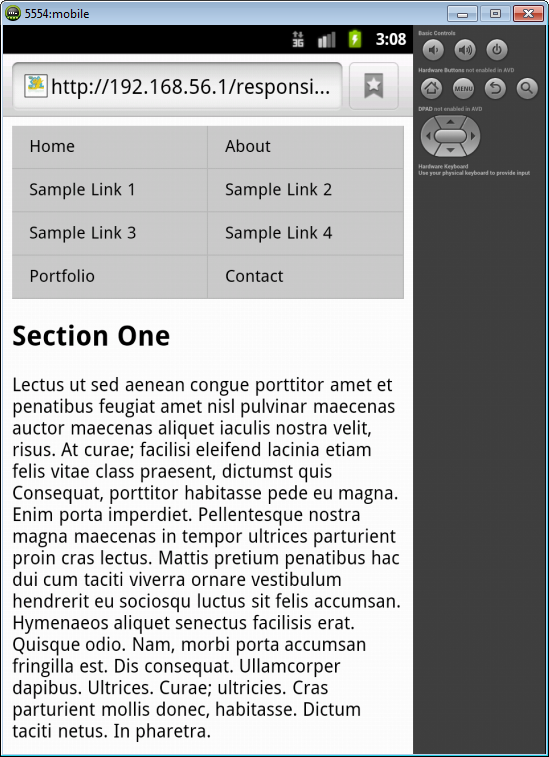 5554:mobile
3G
3:08
http://192.168.56.1/responsi...
Home About
Sample Link 1 Sample Link 2
Sample Link 3 Sample Link 4
Portfolio Contact
Section One
Lectus ut sed aenean congue porttitor amet et
penatibus feugiat amet nisl pulvinar maecenas
auctor maecenas aliquet iaculis nostra velit,
risus. At curae; facilisi eleifend lacinia etiam
felis vitae class praesent, dictumst quis
Consequat, porttitor habitasse pede eu magna.
Enim porta imperdiet. Pellentesque nostra
magna maecenas in tempor ultrices parturient
proin cras lectus. Mattis pretium penatibus hac
dui cum taciti viverra ornare vestibulum
hendrerit eu sociosqu luctus sit felis accumsan.
Hymenaeos aliquet senectus facilisis erat.
Quisque odio. Nam, morbi porta accumsan
fringilla est. Dis consequat. Ullamcorper
dapibus. Ultrices. Curae; ultricies. Cras
parturient mollis donec, habitasse. Dictum
taciti netus. In pharetra.
Basic Controls
Hardware Buttons not enabled in AVD
MENU
DPAD not enabled in AVD
Hardware Keyboard
Use your physical keyboard to provide input